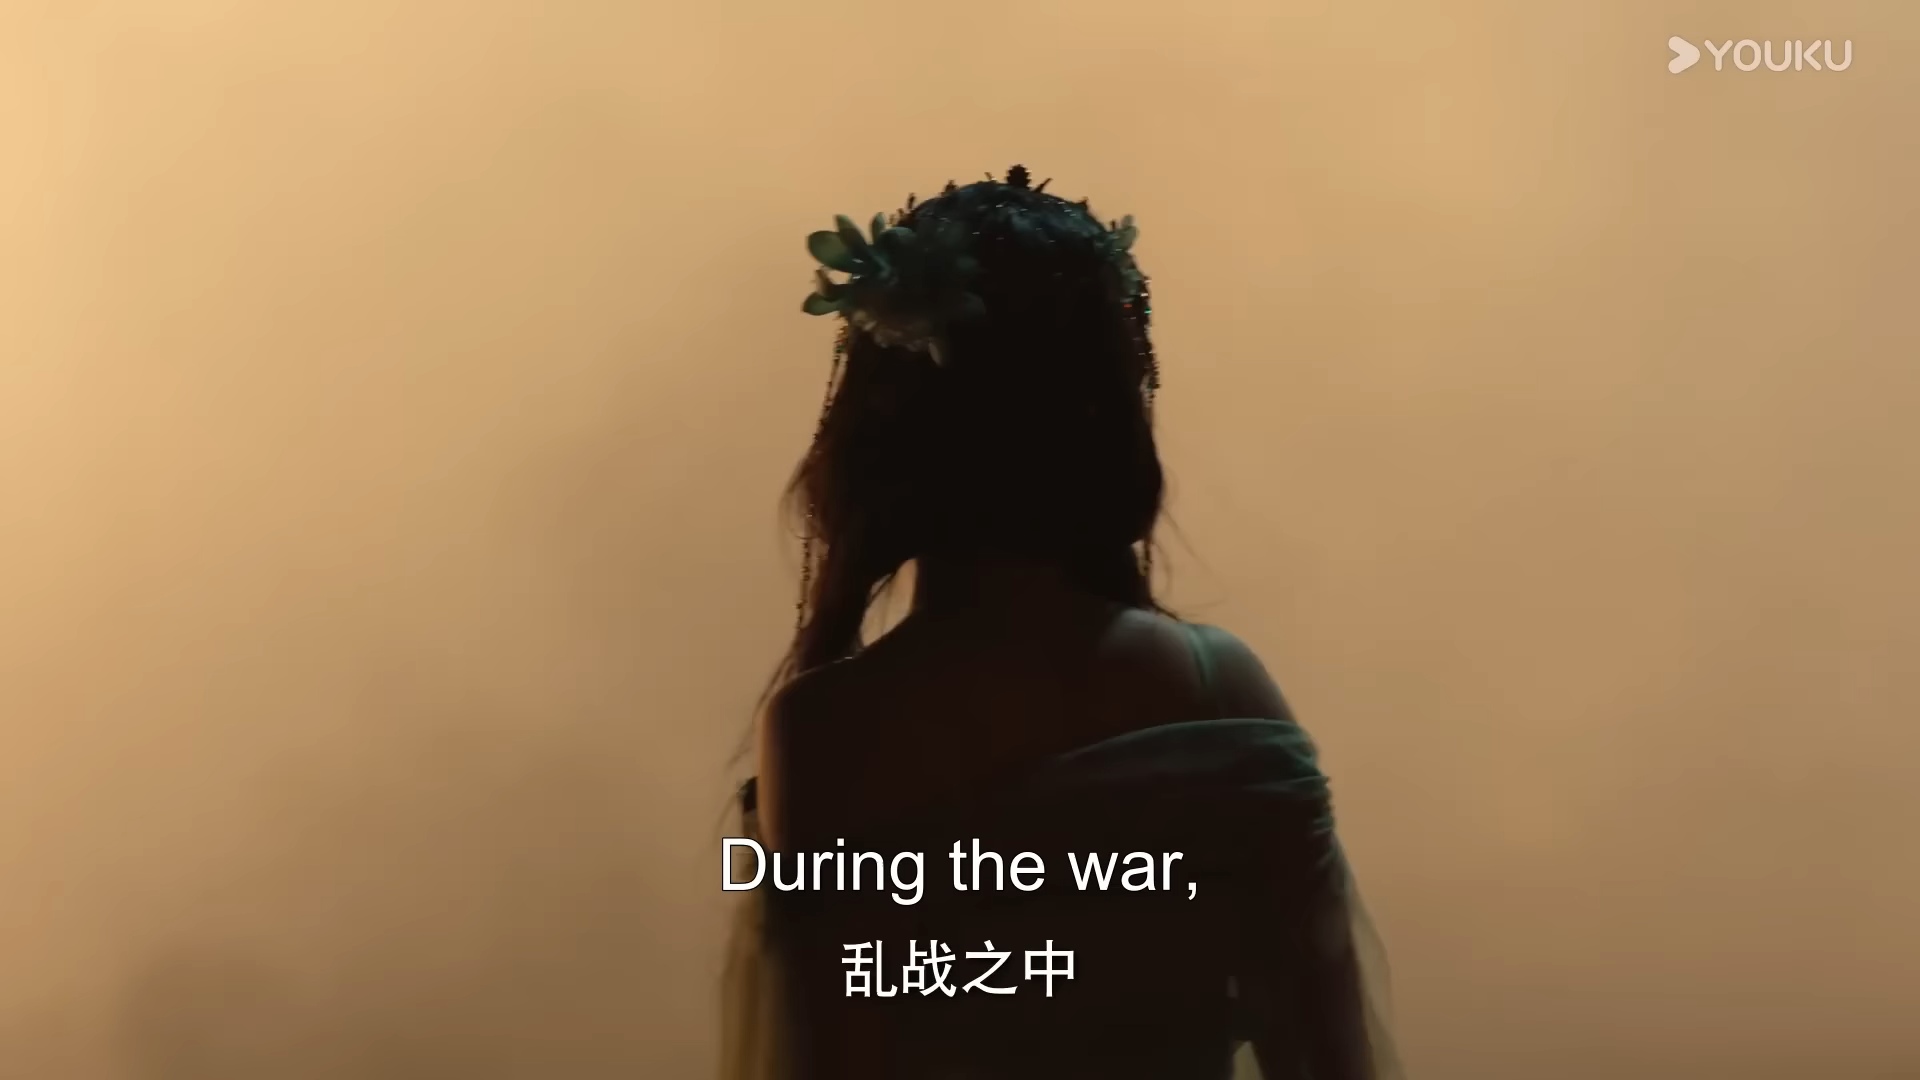 YOUKU
During the war,
乱战之中